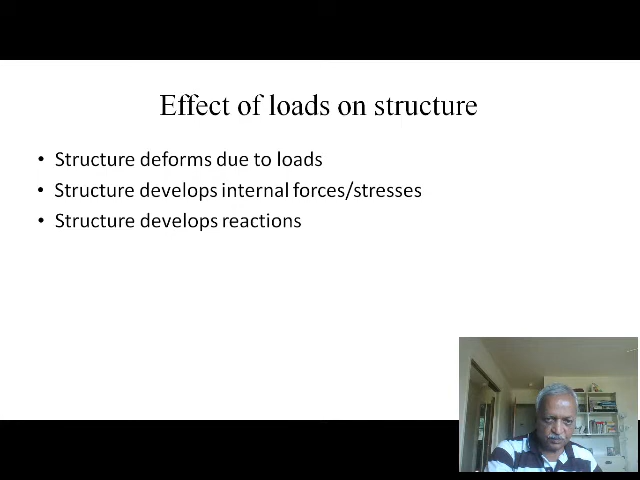 Effect of loads on structure
• Structure deforms due to loads
• Structure develops internal forces/stresses
• Structure develops reactions